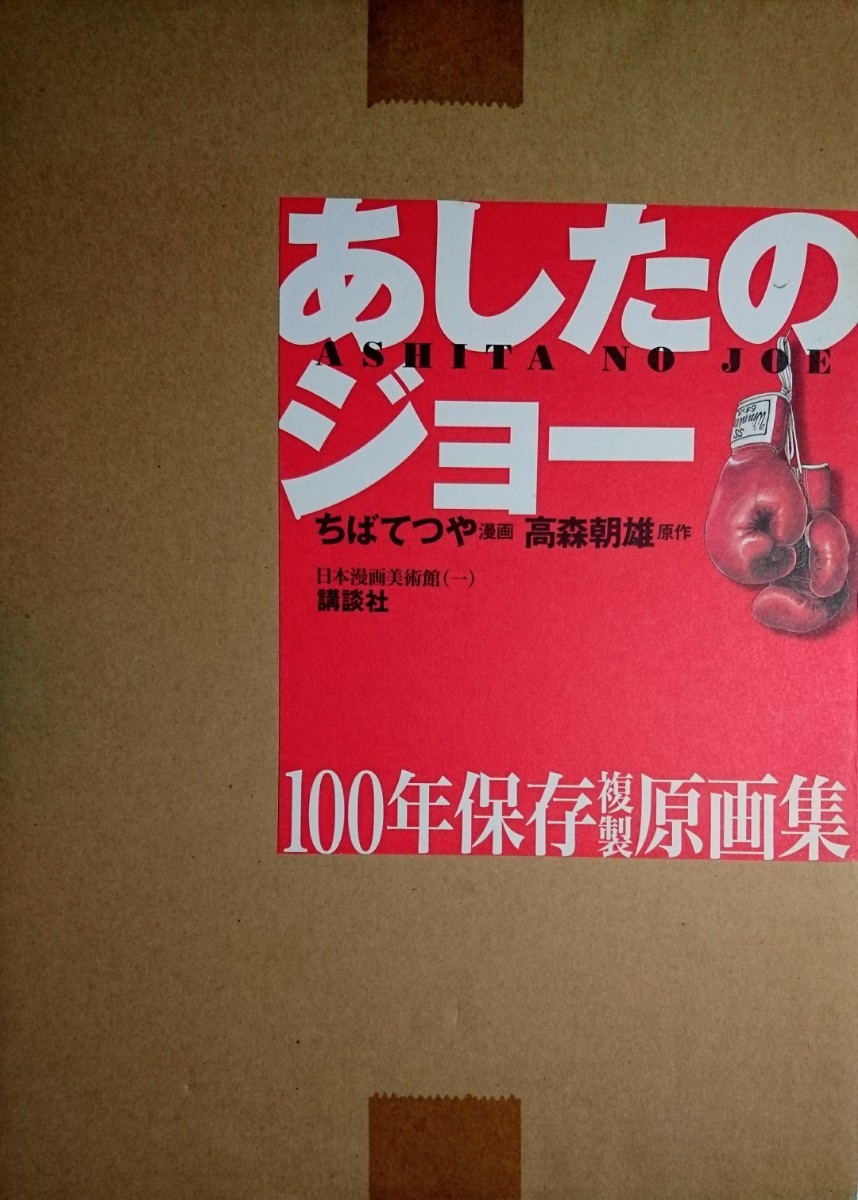 あしたの
ASHITA NO JOE
ジョー
ちばてつや漫画 高森朝雄原作
日本漫画美術館(一)
講談社
100年保存複製原画集